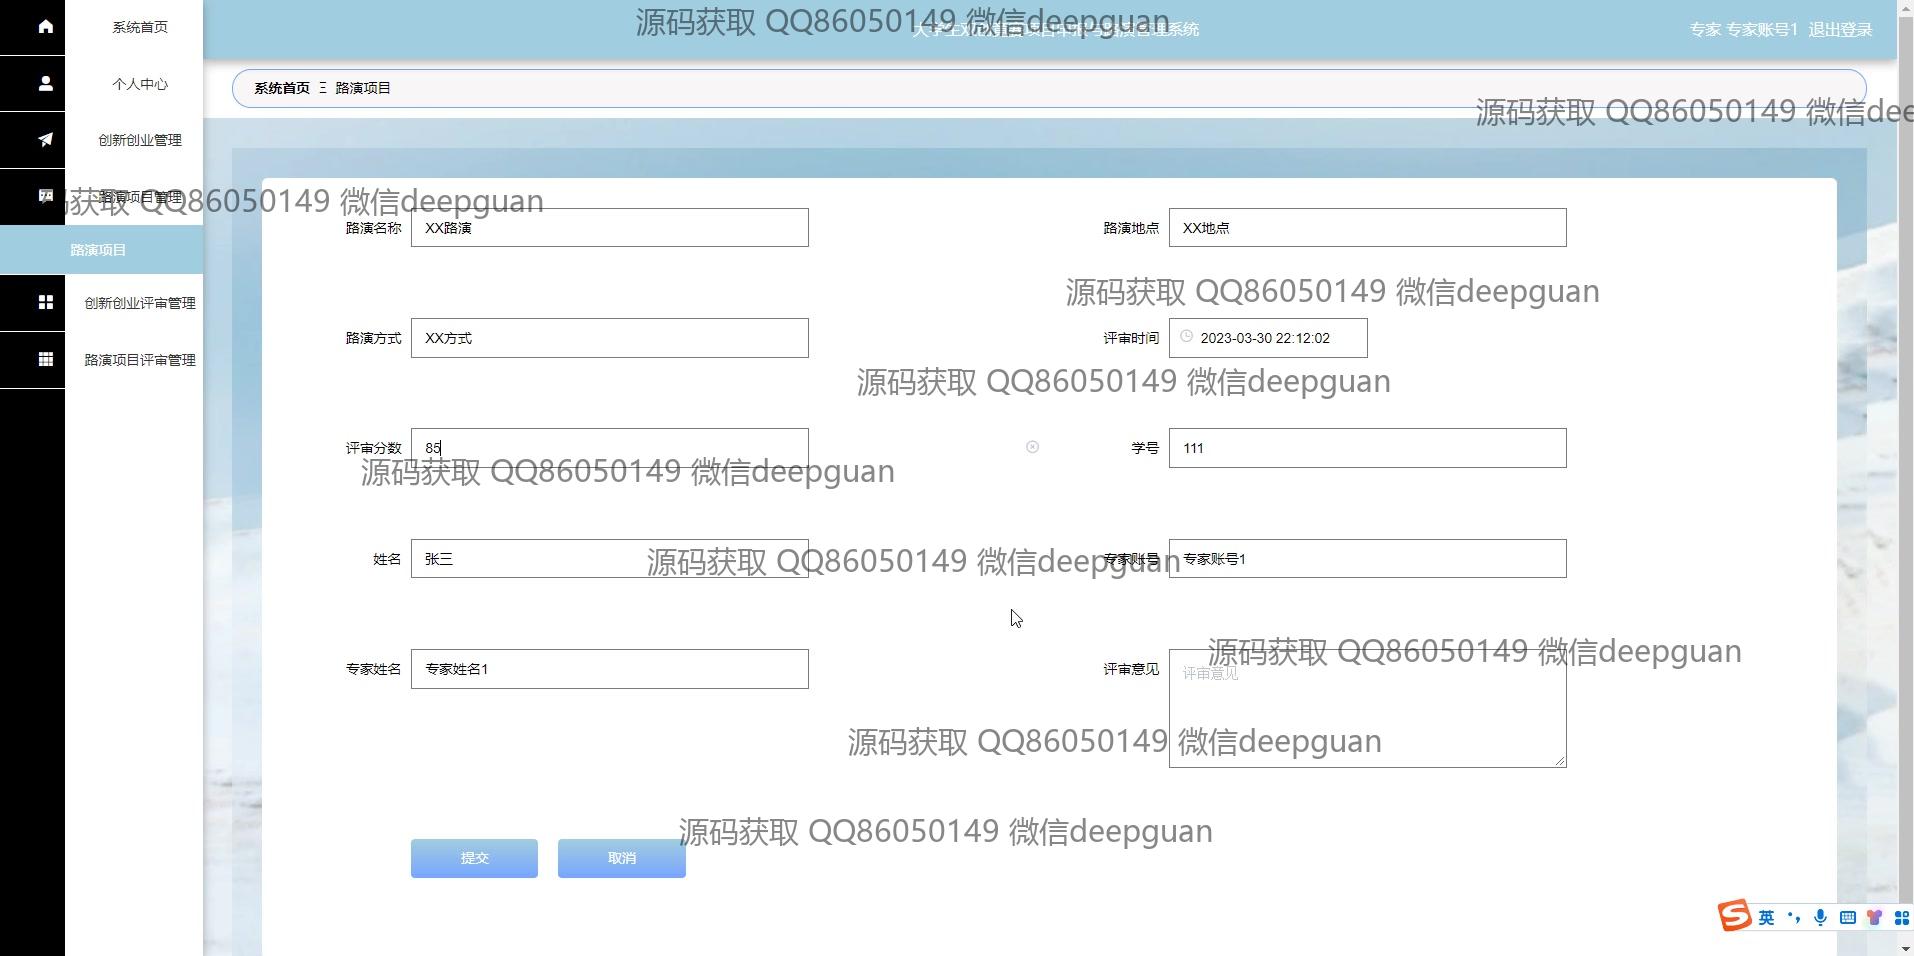 系统首页
个人中心
创新创业管理
路演项目管理
路演项目
创新创业评审管理
路演项目评审管理
源码获取 QQ86050149 微信deepguan
管理系统
专家 专家账号1 退出登录
系统首页 Ξ 路演项目
源码获取 QQ86050149 微信dee
码获取 QQ86050149 微信deepguan
路演名称 XX路演
路演地点 XX地点
源码获取 QQ86050149 微信deepguan
路演方式 XX方式
评审时间 2023-03-30 22:12:02
源码获取 QQ86050149 微信deepguan
评审分数 85
学号 111
源码获取 QQ86050149 微信deepguan
姓名 张三
专家账号 专家账号1
源码获取 QQ86050149 微信deepguan
专家姓名 专家姓名1
评审意见 评审意见
源码获取 QQ86050149 微信deepguan
源码获取 QQ86050149 微信deepguan
源码获取 QQ86050149 微信deepguan
提交 取消
英